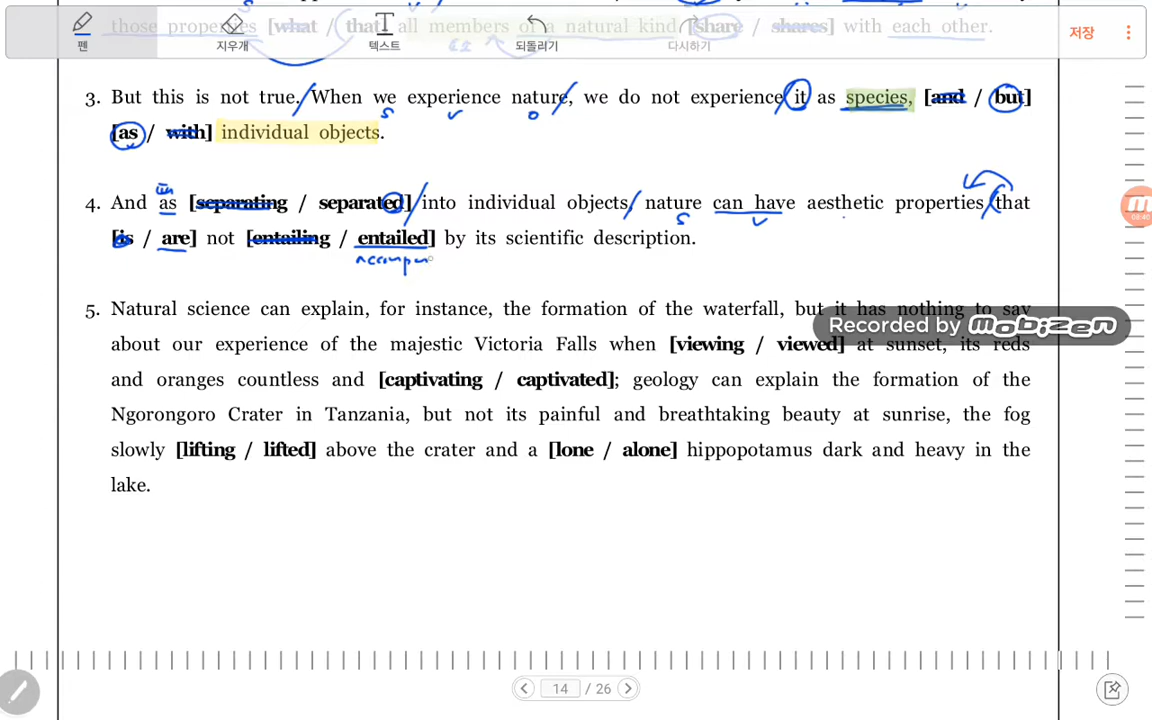 those properties [what / (that) all members of a natural kind [share / shares] with each other.
펜 지우개 텍스트 되돌리기 다시하기 저장
3. But this is not true. When we experience nature, we do not experience it as species, [and / but]
s v o
[as / with] individual objects.
4. And as [separating / separated] into individual objects, nature can have aesthetic properties (that
s v
[is / are] not [entailing / entailed] by its scientific description.
5. Natural science can explain, for instance, the formation of the waterfall, but it has nothing to say
Recorded by mobizen
about our experience of the majestic Victoria Falls when [viewing / viewed] at sunset, its reds
and oranges countless and [captivating / captivated]; geology can explain the formation of the
Ngorongoro Crater in Tanzania, but not its painful and breathtaking beauty at sunrise, the fog
slowly [lifting / lifted] above the crater and a [lone / alone] hippopotamus dark and heavy in the
lake.
14 / 26